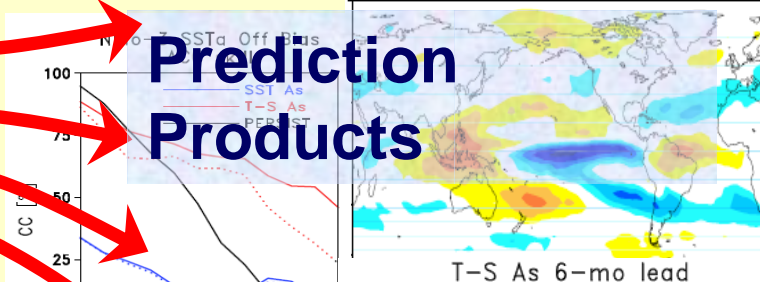 Prediction
Products
SST As
T-S As
PERSIST
100
75
50
25
CC [%]
T-S As 6-mo lead